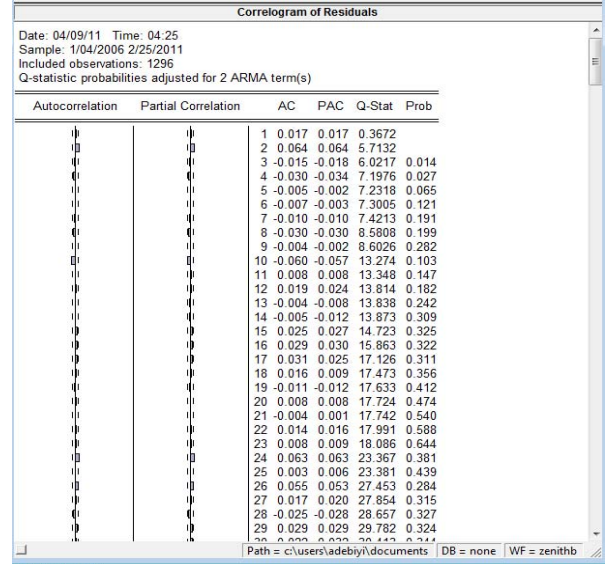 Correlogram of Residuals
Date: 04/09/11 Time: 04:25
Sample: 1/04/2006 2/25/2011
Included observations: 1296
Q-statistic probabilities adjusted for 2 ARMA term(s)
Autocorrelation Partial Correlation AC PAC Q-Stat Prob
1 0.017 0.017 0.3672
2 0.064 0.064 5.7132
3 -0.015 -0.018 6.0217 0.014
4 -0.030 -0.034 7.1976 0.027
5 -0.005 -0.002 7.2318 0.065
6 -0.007 -0.003 7.3005 0.121
7 -0.010 -0.010 7.4213 0.191
8 -0.030 -0.030 8.5808 0.199
9 -0.004 -0.002 8.6026 0.282
10 -0.060 -0.057 13.274 0.103
11 0.008 0.008 13.348 0.147
12 0.019 0.024 13.814 0.182
13 -0.004 -0.008 13.838 0.242
14 -0.005 -0.012 13.873 0.309
15 0.025 0.027 14.723 0.325
16 0.029 0.030 15.863 0.322
17 0.031 0.025 17.126 0.311
18 0.016 0.009 17.473 0.356
19 -0.011 -0.012 17.633 0.412
20 0.008 0.008 17.724 0.474
21 -0.004 0.001 17.742 0.540
22 0.014 0.016 17.991 0.588
23 0.008 0.009 18.086 0.644
24 0.063 0.063 23.367 0.381
25 0.003 0.006 23.381 0.439
26 0.055 0.053 27.453 0.284
27 0.017 0.020 27.854 0.315
28 -0.025 -0.028 28.657 0.327
29 0.029 0.029 29.782 0.324
Path = c:\users\adebiyi\documents DB = none WF = zenithb